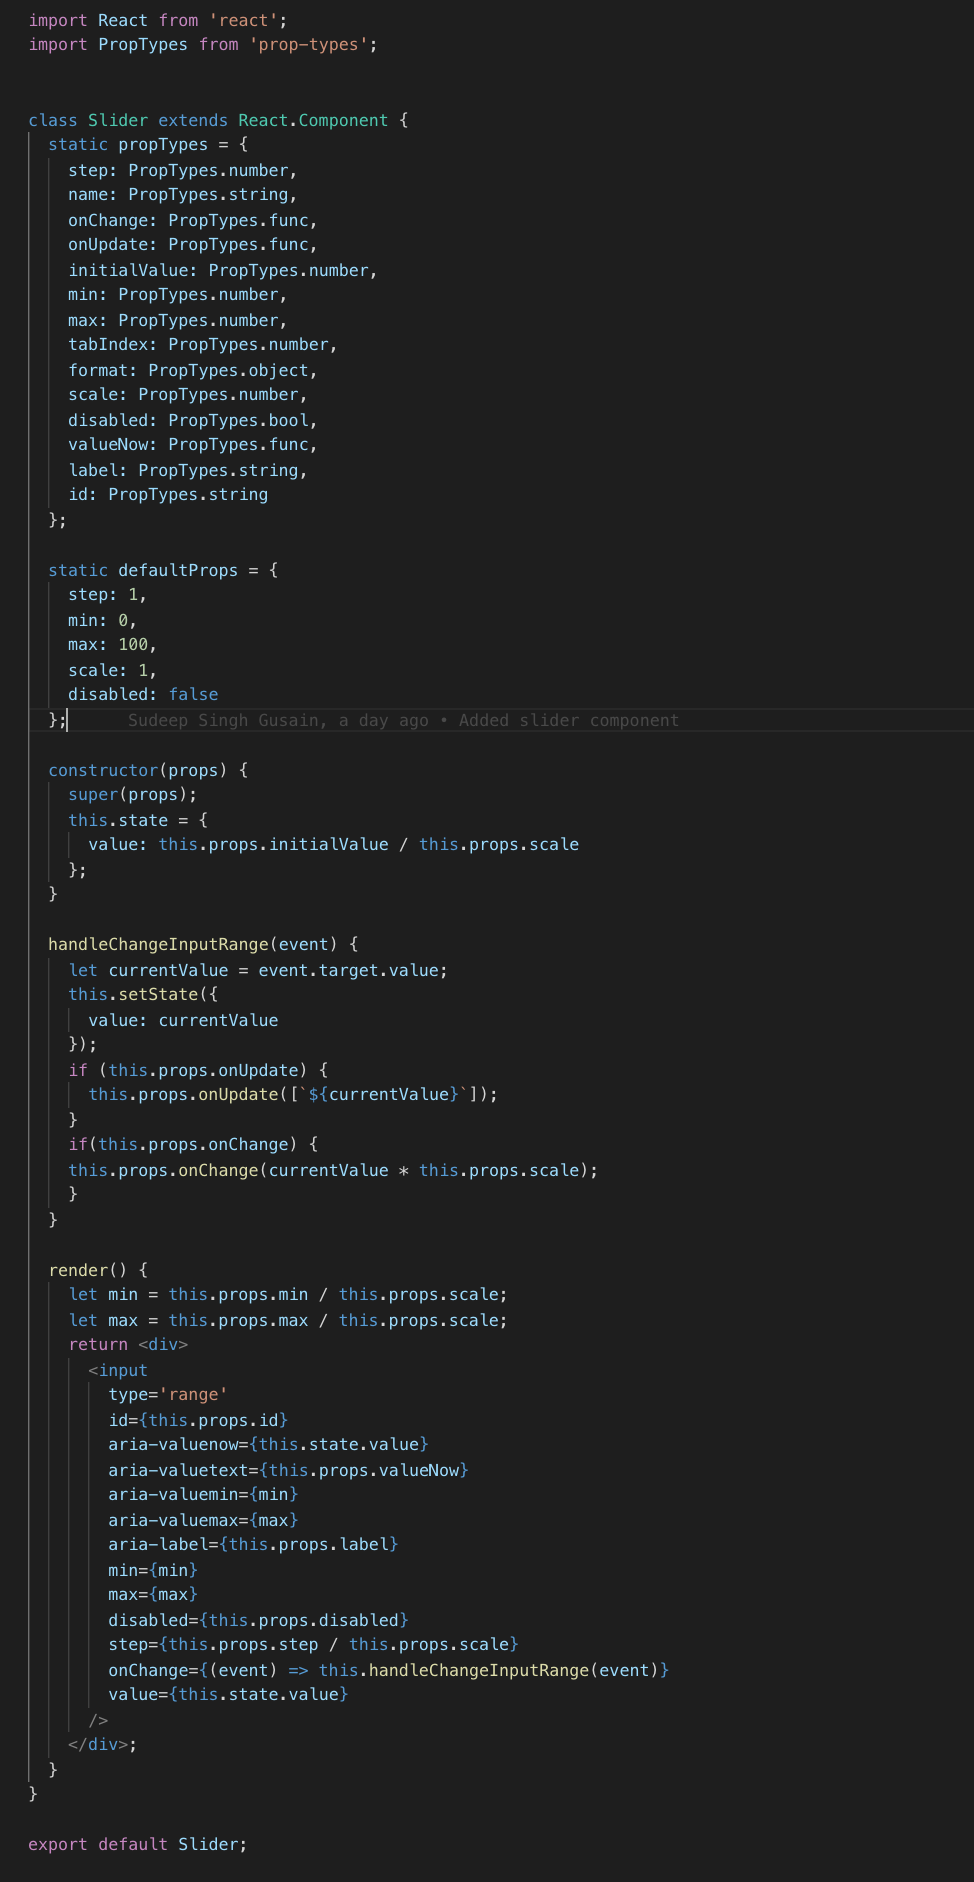 import React from 'react';
import PropTypes from 'prop-types';
class Slider extends React.Component {
static propTypes = {
step: PropTypes.number,
name: PropTypes.string,
onChange: PropTypes.func,
onUpdate: PropTypes.func,
initialValue: PropTypes.number,
min: PropTypes.number,
max: PropTypes.number,
tabIndex: PropTypes.number,
format: PropTypes.object,
scale: PropTypes.number,
disabled: PropTypes.bool,
valueNow: PropTypes.func,
label: PropTypes.string,
id: PropTypes.string
};
static defaultProps = {
step: 1,
min: 0,
max: 100,
scale: 1,
disabled: false
}; Sudeep Singh Gusain, a day ago • Added slider component
constructor(props) {
super(props);
this.state = {
value: this.props.initialValue / this.props.scale
};
}
handleChangeInputRange(event) {
let currentValue = event.target.value;
this.setState({
value: currentValue
});
if (this.props.onUpdate) {
this.props.onUpdate([`${currentValue}`]);
}
if(this.props.onChange) {
this.props.onChange(currentValue * this.props.scale);
}
}
render() {
let min = this.props.min / this.props.scale;
let max = this.props.max / this.props.scale;
return <div>
<input
type='range'
id={this.props.id}
aria-valuenow={this.state.value}
aria-valuetext={this.props.valueNow}
aria-valuemin={min}
aria-valuemax={max}
aria-label={this.props.label}
min={min}
max={max}
disabled={this.props.disabled}
step={this.props.step / this.props.scale}
onChange={(event) => this.handleChangeInputRange(event)}
value={this.state.value}
/>
</div>;
}
}
export default Slider;